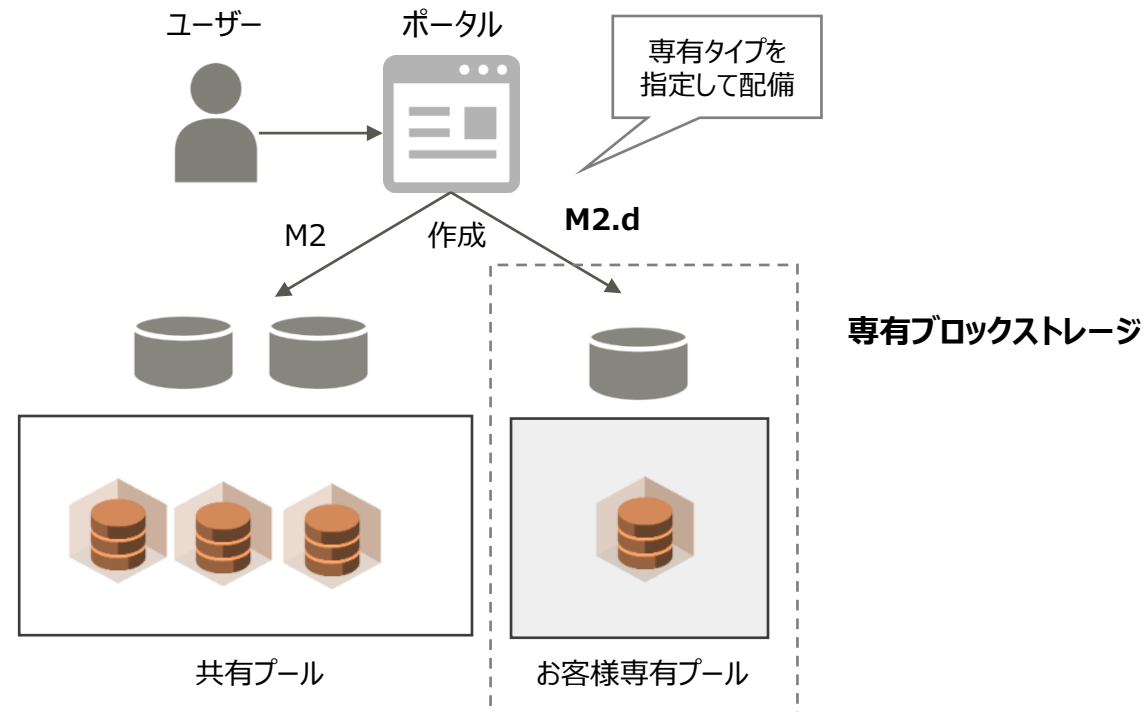 ユーザー
ポータル
専有タイプを
指定して配備
M2
作成
M2.d
専有ブロックストレージ
共有プール
お客様専有プール